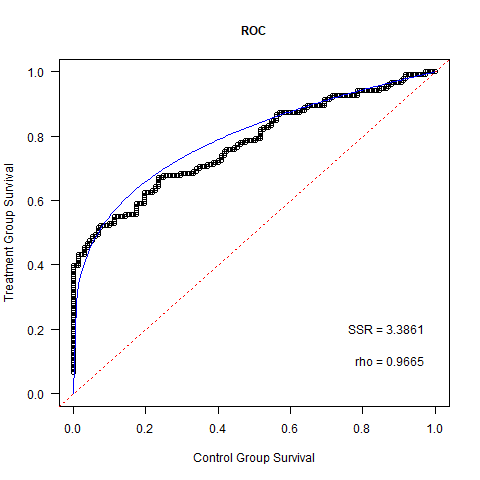 ROC
Treatment Group Survival
1.0
0.8
0.6
0.4
0.2
0.0
SSR = 3.3861
rho = 0.9665
0.0 0.2 0.4 0.6 0.8 1.0
Control Group Survival